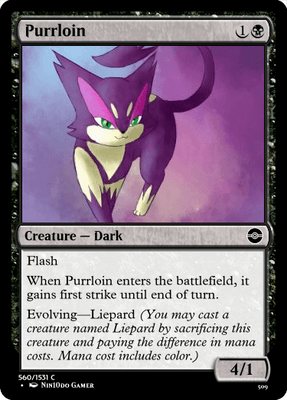 Purrloin 1
Creature — Dark
Flash
When Purrloin enters the battlefield, it
gains first strike until end of turn.
Evolving—Liepard (You may cast a
creature named Liepard by sacrificing this
creature and paying the difference in mana
costs. Mana cost includes color.)
4/1
560/1531 C
Nin10do Gamer